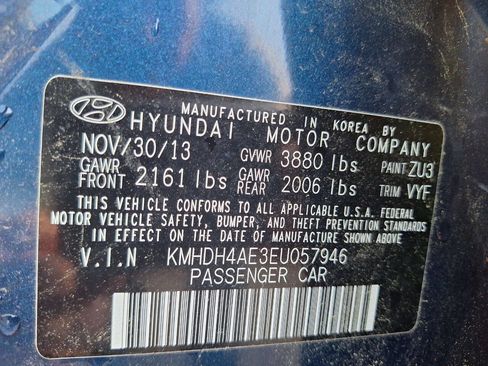 MANUFACTURED IN KOREA BY
HYUNDAI MOTOR COMPANY
NOV/30/13 GVWR 3880 lbs PAINT ZU3
GAWR FRONT 2161 lbs GAWR REAR 2006 lbs TRIM VYF
THIS VEHICLE CONFORMS TO ALL APPLICABLE U.S.A. FEDERAL
MOTOR VEHICLE SAFETY, BUMPER, AND THEFT PREVENTION
STANDARDS IN EFFECT ON THE DATE OF MANUFACTURE SHOWN ABOVE.
V.I.N KMHDH4AE3EU057946
PASSENGER CAR